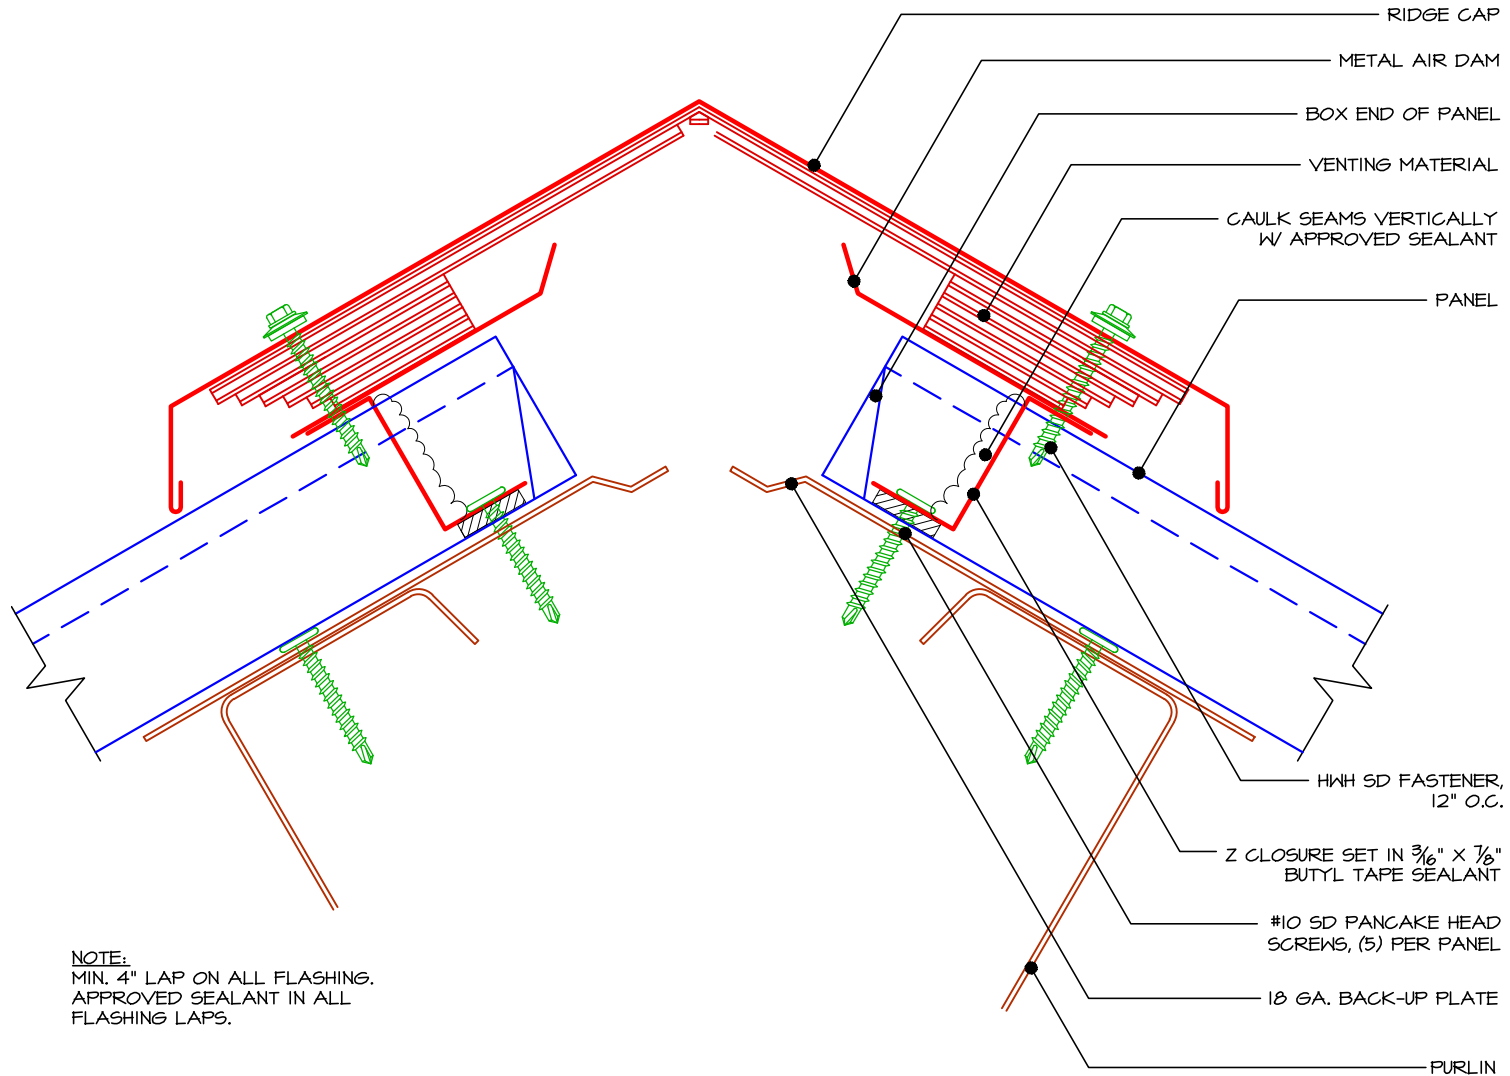 RIDGE CAP
METAL AIR DAM
BOX END OF PANEL
VENTING MATERIAL
CAULK SEAMS VERTICALLY
W/ APPROVED SEALANT
PANEL
HWH SD FASTENER,
12" O.C.
Z CLOSURE SET IN 3/16" X 7/8"
BUTYL TAPE SEALANT
#10 SD PANCAKE HEAD
SCREWS, (5) PER PANEL
18 GA. BACK-UP PLATE
PURLIN
NOTE:
MIN. 4" LAP ON ALL FLASHING.
APPROVED SEALANT IN ALL
FLASHING LAPS.